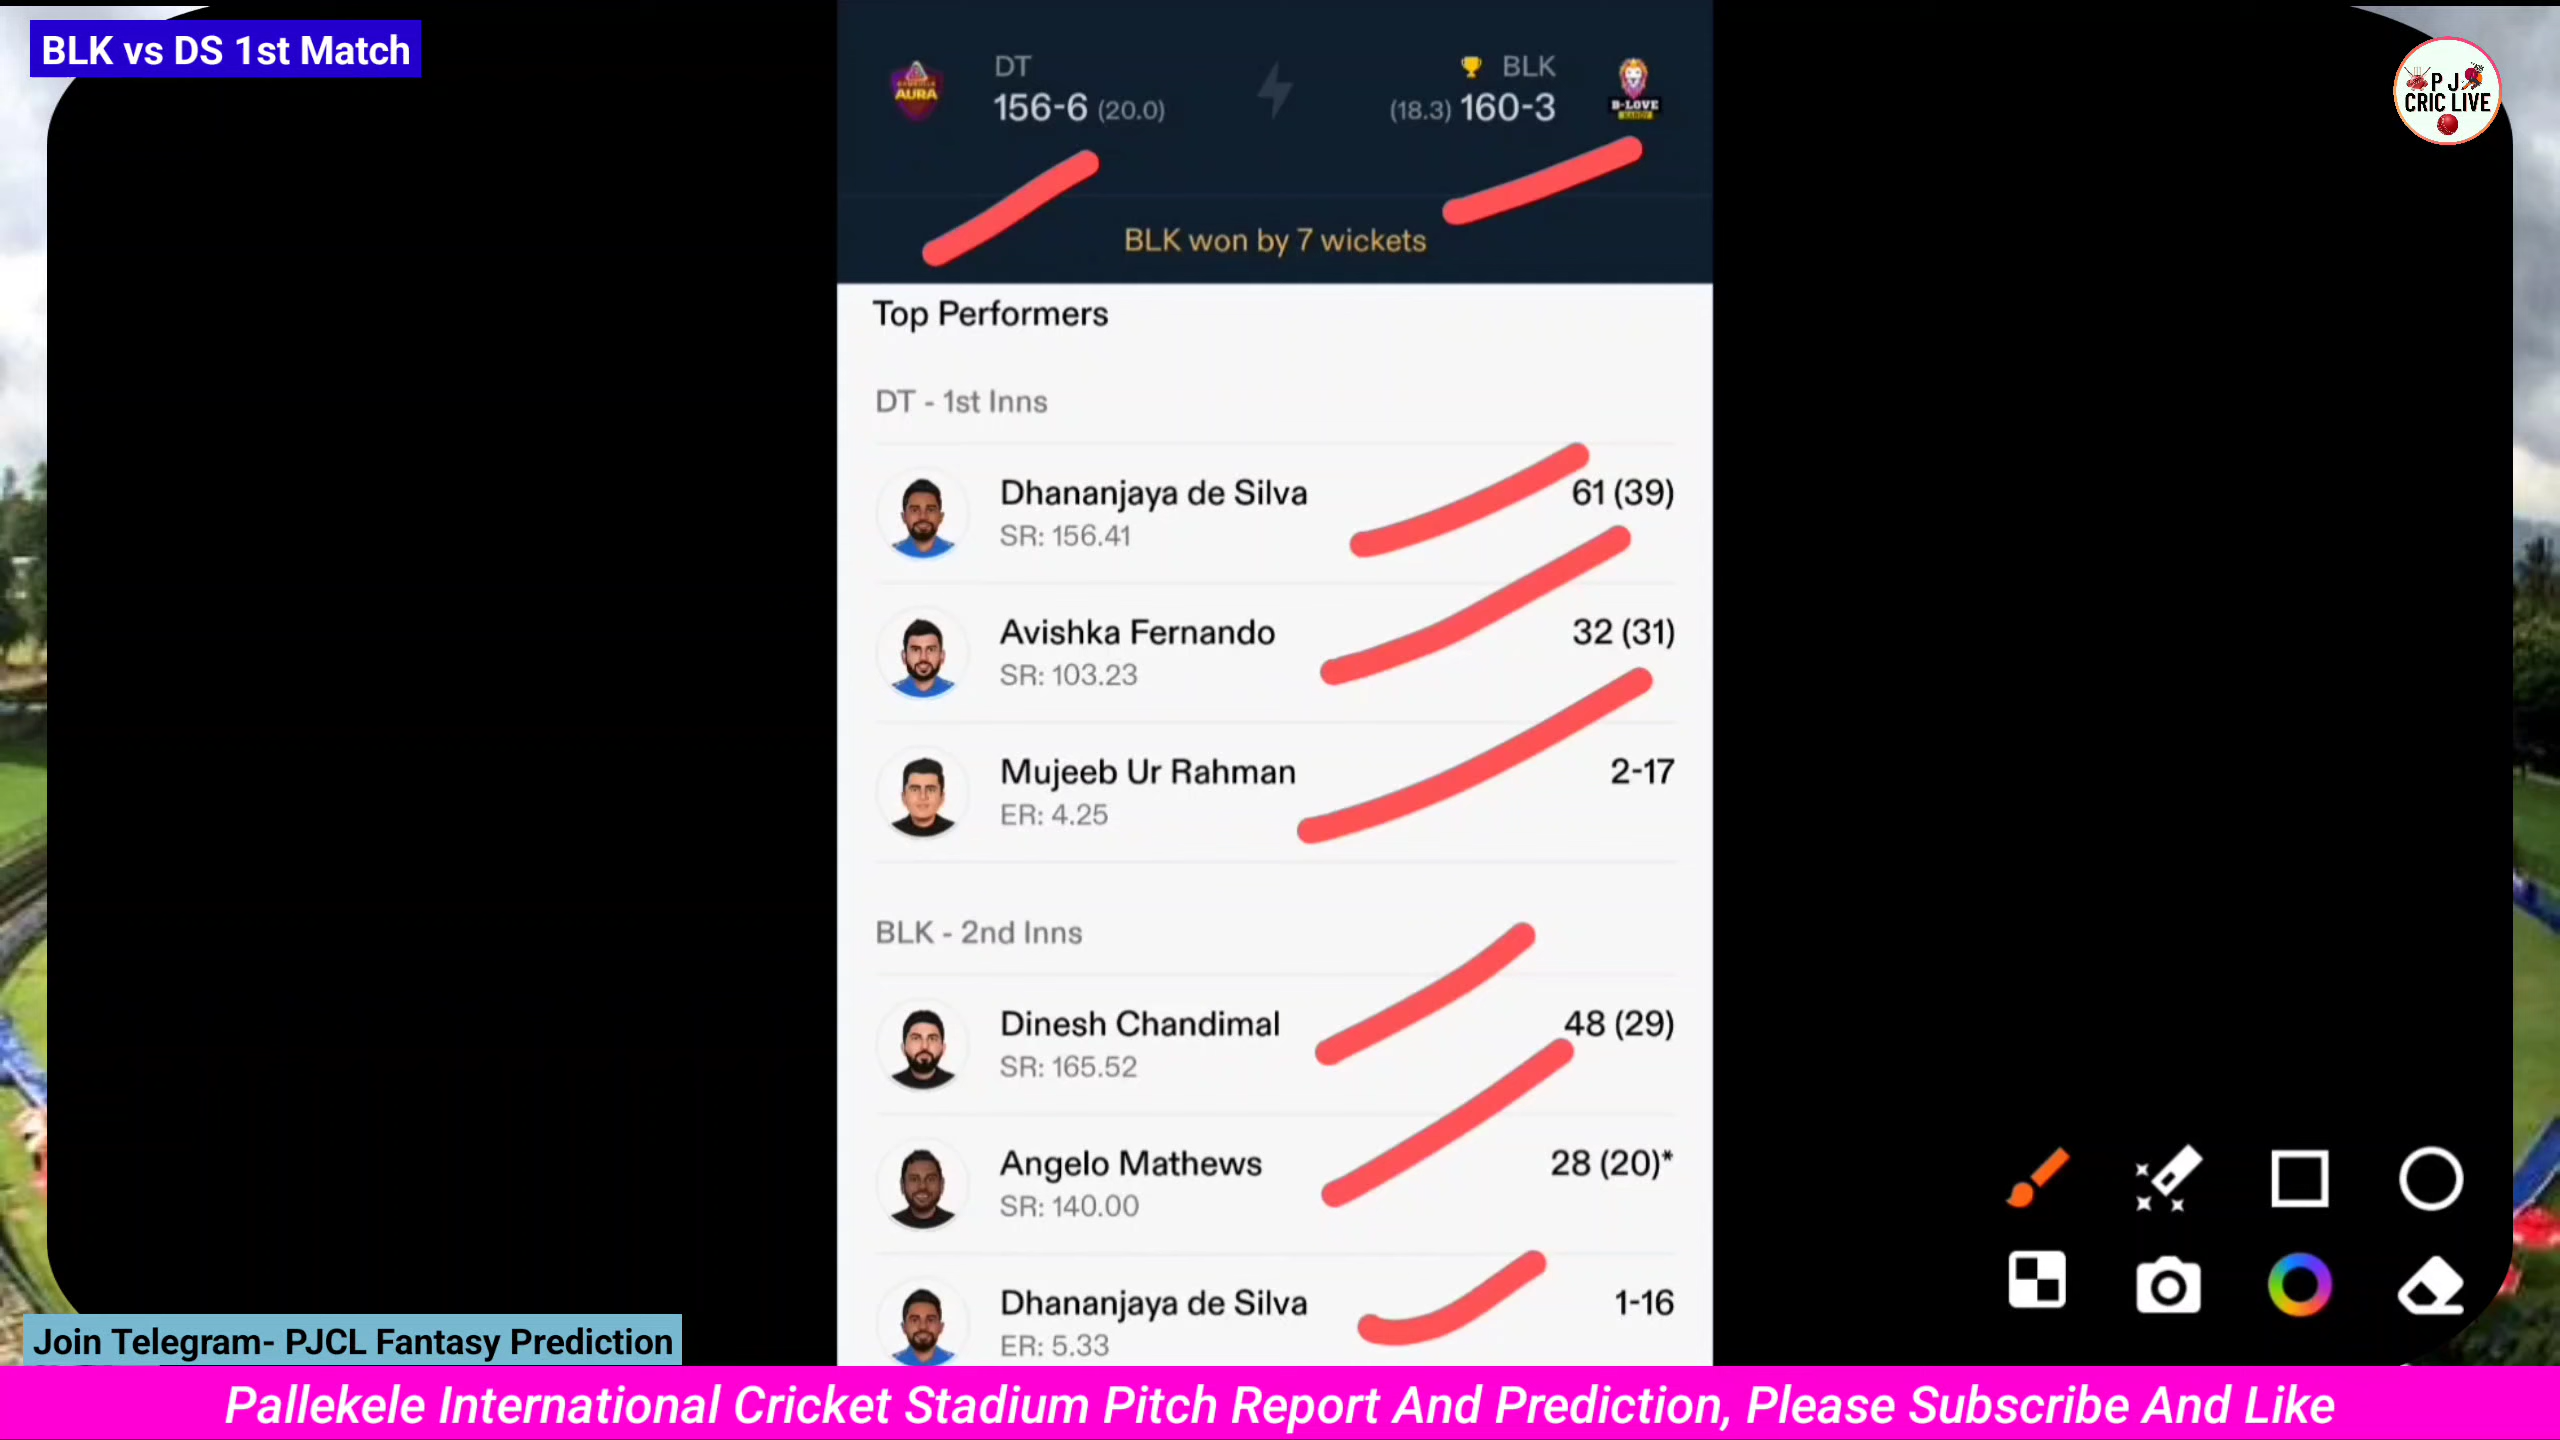 BLK vs DS 1st Match
DT
156-6 (20.0)
BLK
(18.3) 160-3
AURA
B-LOVE
KANDY
PJ
CRIC LIVE
BLK won by 7 wickets
Top Performers
DT - 1st Inns
Dhananjaya de Silva 61 (39)
SR: 156.41
Avishka Fernando 32 (31)
SR: 103.23
Mujeeb Ur Rahman 2-17
ER: 4.25
BLK - 2nd Inns
Dinesh Chandimal 48 (29)
SR: 165.52
Angelo Mathews 28 (20)*
SR: 140.00
Dhananjaya de Silva 1-16
ER: 5.33
Join Telegram- PJCL Fantasy Prediction
Pallekele International Cricket Stadium Pitch Report And Prediction, Please Subscribe And Like